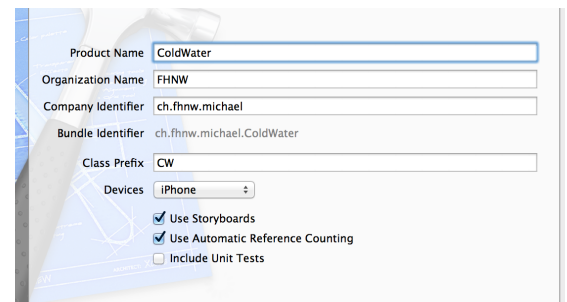 Product Name ColdWater
Organization Name FHNW
Company Identifier ch.fhnw.michael
Bundle Identifier ch.fhnw.michael.ColdWater
Class Prefix CW
Devices iPhone
Use Storyboards
Use Automatic Reference Counting
Include Unit Tests